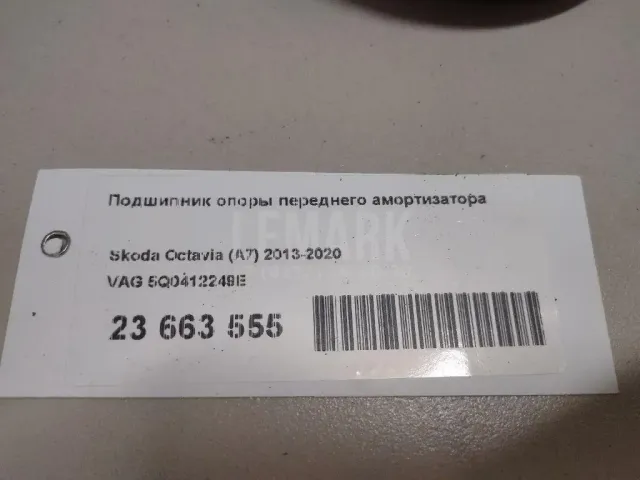 Подшипник опоры переднего амортизатора
LEMARK
Skoda Octavia (A7) 2013-2020
VAG 5Q0412249E
23 663 555